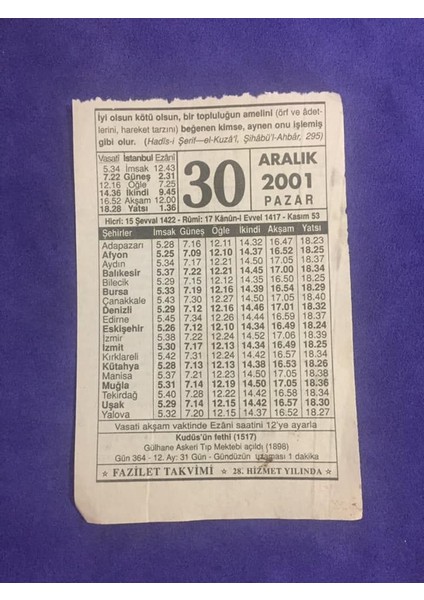 İyi olsun kötü olsun, bir topluluğun amelini (örf ve âdet-
lerini, hareket tarzını) beğenen kimse, aynen onu işlemiş
gibi olur. (Hadîs-i Şerif—el-Kuzâ'î, Şihâbü'l-Ahbâr, 295)
Vasatî İstanbul Ezânî
5.34 İmsak 12.43
7.22 Güneş 2.31
12.16 Öğle 7.25
14.36 İkindi 9.45
16.52 Akşam 12.00
18.28 Yatsı 1.36
30
ARALIK
2001
PAZAR
Hicrî: 15 Şevval 1422 - Rûmî: 17 Kânûn-i Evvel 1417 - Kasım 53
Şehirler İmsak Güneş Öğle İkindi Akşam Yatsı
Adapazarı 5.28 7.16 12.11 14.32 16.47 18.23
Afyon 5.25 7.09 12.10 14.37 16.52 18.25
Aydın 5.34 7.17 12.21 14.50 17.05 18.37
Balıkesir 5.37 7.22 12.21 14.45 17.00 18.34
Bilecik 5.29 7.15 12.12 14.35 16.50 18.25
Bursa 5.33 7.19 12.16 14.39 16.54 18.29
Çanakkale 5.43 7.30 12.27 14.50 17.05 18.40
Denizli 5.29 7.12 12.16 14.46 17.01 18.32
Edirne 5.45 7.34 12.26 14.44 16.59 18.37
Eskişehir 5.26 7.12 12.10 14.34 16.49 18.24
İzmir 5.38 7.22 12.24 14.52 17.06 18.39
İzmit 5.30 7.17 12.13 14.34 16.49 18.25
Kırklareli 5.42 7.31 12.24 14.42 16.57 18.34
Kütahya 5.28 7.13 12.13 14.38 16.53 18.26
Manisa 5.37 7.21 12.23 14.50 17.05 18.38
Muğla 5.31 7.14 12.19 14.50 17.05 18.36
Tekirdağ 5.40 7.28 12.22 14.42 16.58 18.34
Uşak 5.29 7.14 12.15 14.42 16.57 18.30
Yalova 5.32 7.20 12.15 14.37 16.52 18.27
Vasati akşam vaktinde Ezâni saatini 12'ye ayarla
Kudüs'ün fethi (1517)
Gülhane Askeri Tıp Mektebi açıldı (1898)
Gün 364 - 12. Ay: 31 Gün - Gündüzün uzaması 1 dakika
★ FAZİLET TAKVİMİ ★ 28. HİZMET YILINDA ★